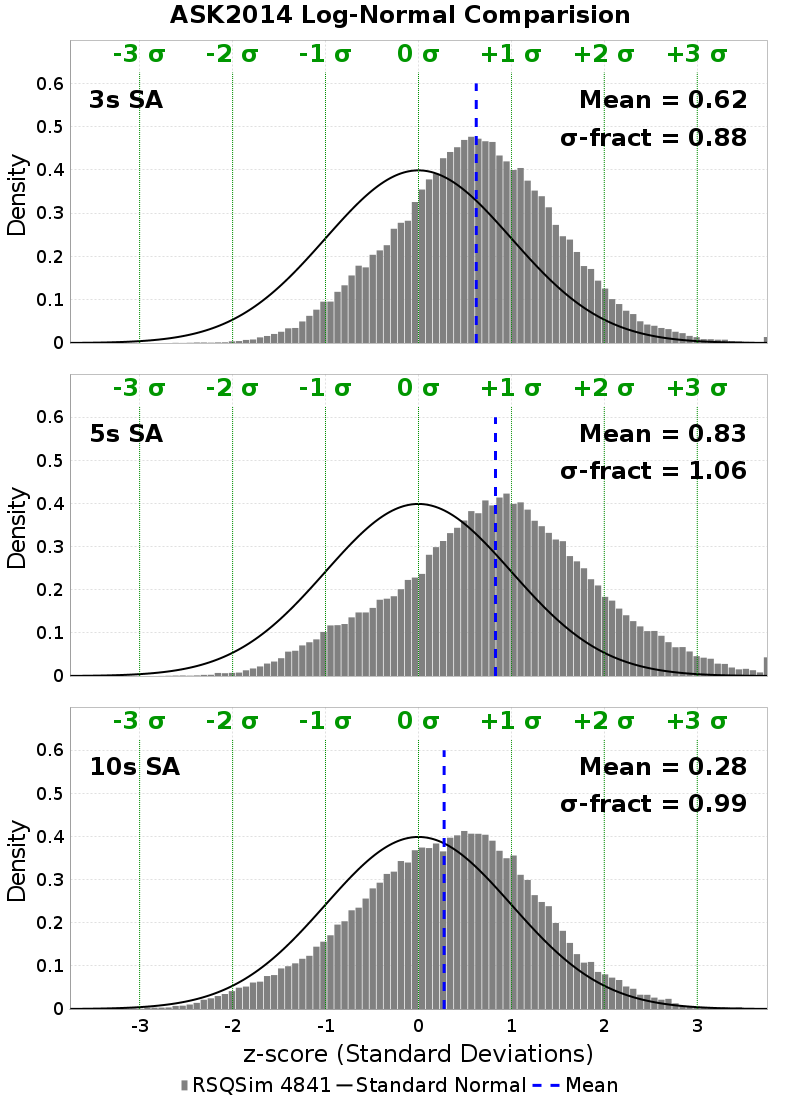 ASK2014 Log-Normal Comparision
-3 σ -2 σ -1 σ 0 σ +1 σ +2 σ +3 σ
3s SA
Mean = 0.62
σ-fract = 0.88
0.6
0.5
0.4
0.3
0.2
0.1
0
Density
-3 σ -2 σ -1 σ 0 σ +1 σ +2 σ +3 σ
5s SA
Mean = 0.83
σ-fract = 1.06
0.6
0.5
0.4
0.3
0.2
0.1
0
Density
-3 σ -2 σ -1 σ 0 σ +1 σ +2 σ +3 σ
10s SA
Mean = 0.28
σ-fract = 0.99
0.6
0.5
0.4
0.3
0.2
0.1
0
Density
-3 -2 -1 0 1 2 3
z-score (Standard Deviations)
RSQSim 4841 Standard Normal Mean